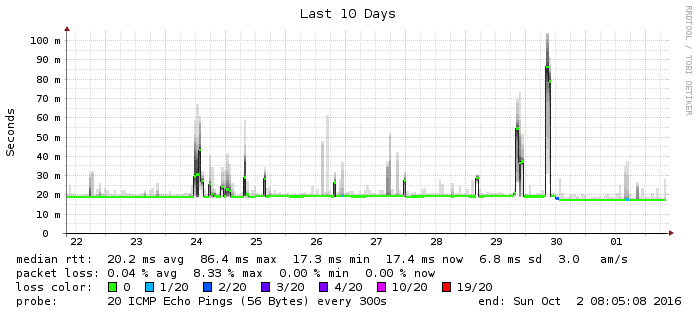 Last 10 Days
RRDTOOL / TOBI OETIKER
Seconds
100 m
90 m
80 m
70 m
60 m
50 m
40 m
30 m
20 m
10 m
0
22 23 24 25 26 27 28 29 30 01
median rtt: 20.2 ms avg 86.4 ms max 17.3 ms min 17.4 ms now 6.8 ms sd 3.0 am/s
packet loss: 0.04 % avg 8.33 % max 0.00 % min 0.00 % now
loss color: 0 1/20 2/20 3/20 4/20 10/20 19/20
probe: 20 ICMP Echo Pings (56 Bytes) every 300s end: Sun Oct 2 08:05:08 2016